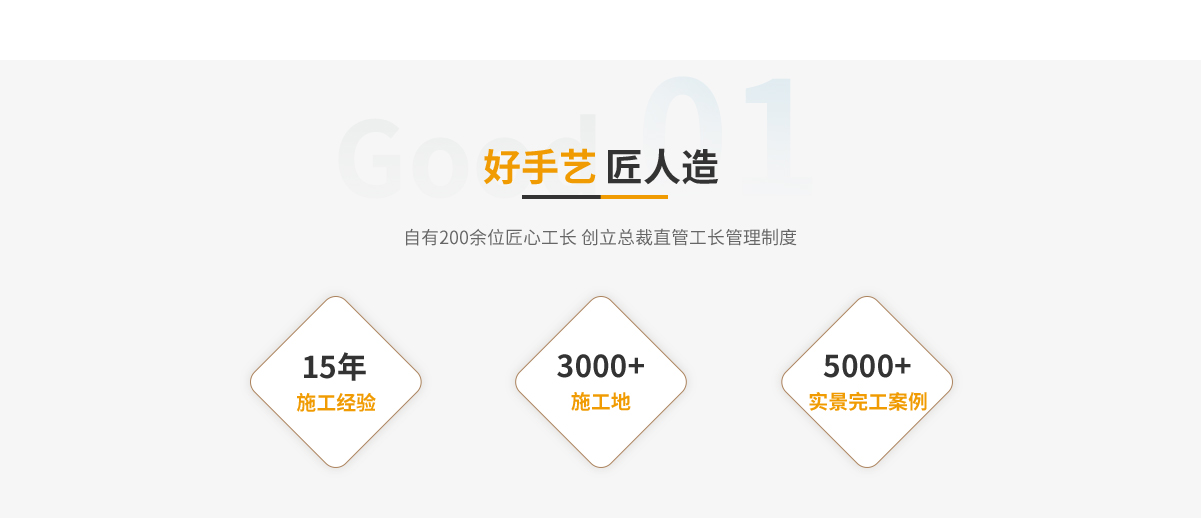 Good 01
好手艺 匠人造
自有200余位匠心工长 创立总裁直管工长管理制度
15年
施工经验
3000+
施工地
5000+
实景完工案例